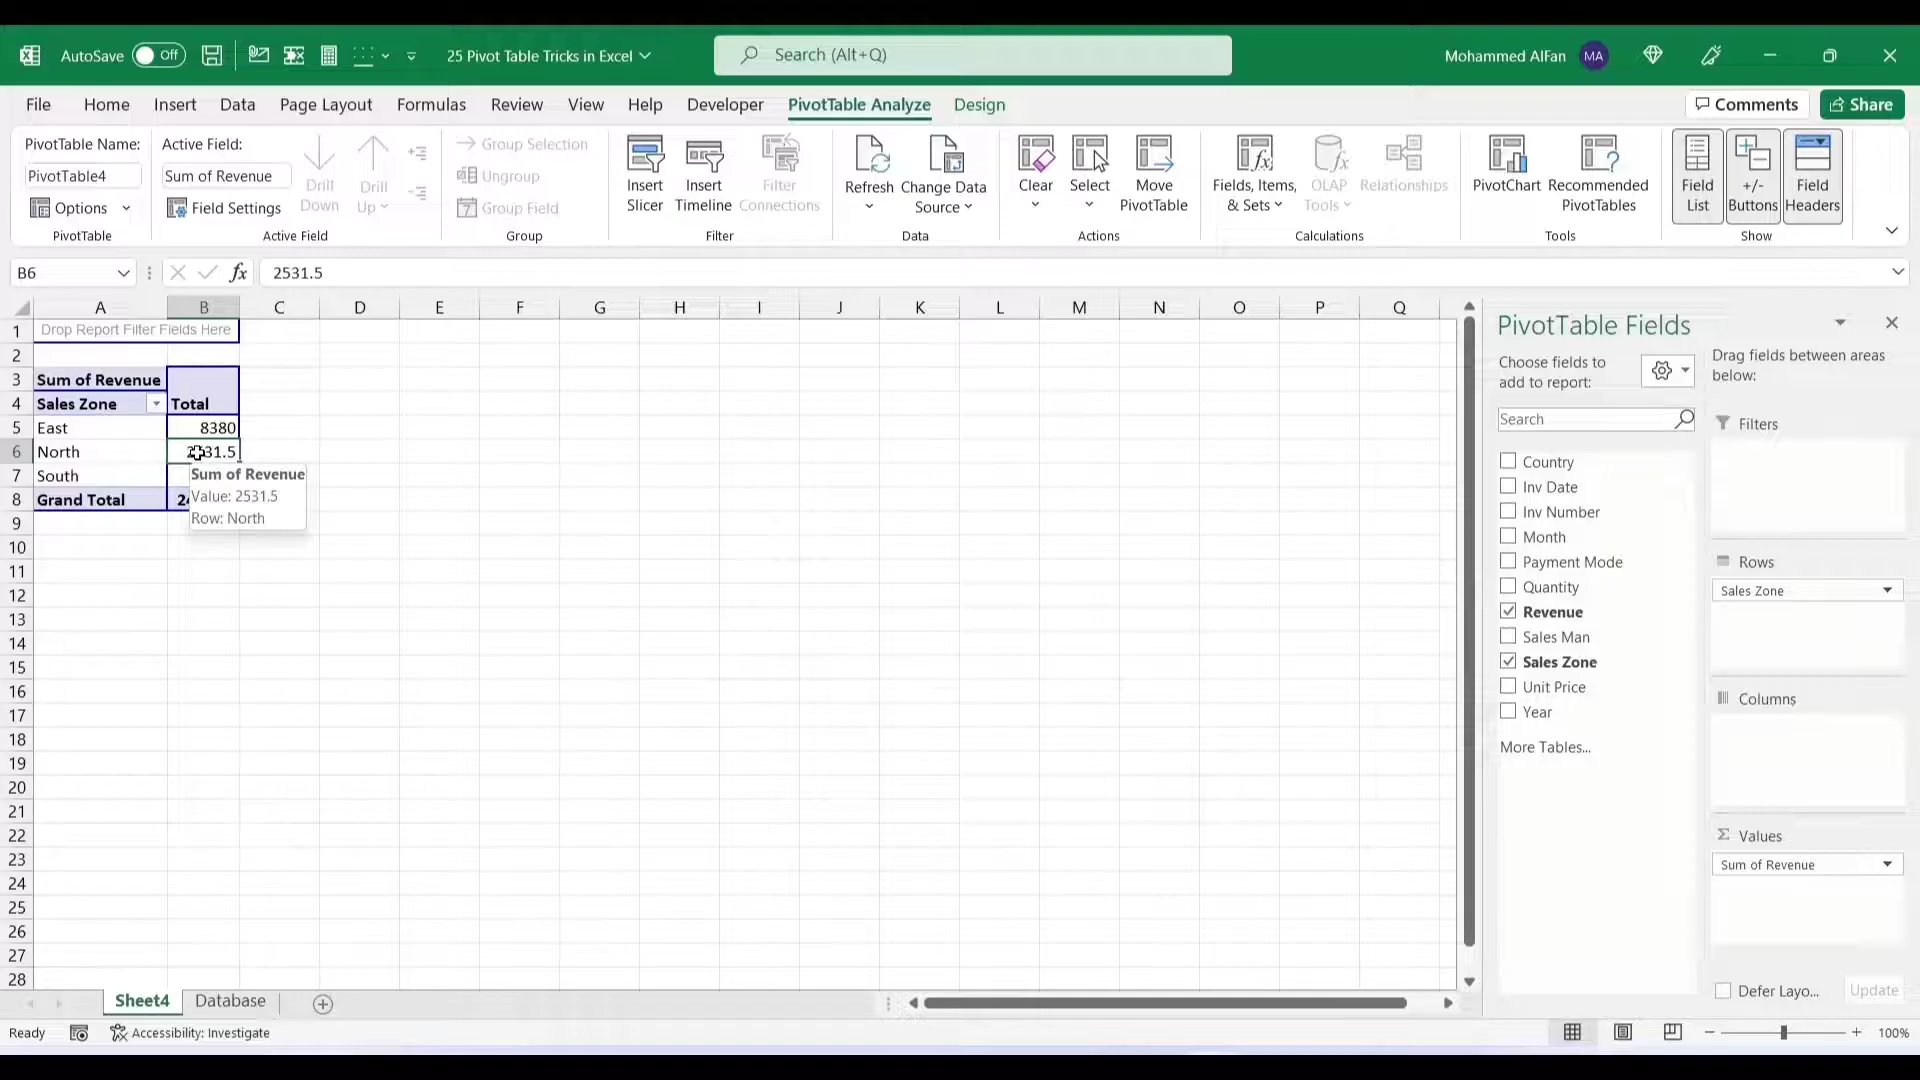 AutoSave Off 25 Pivot Table Tricks in Excel Search (Alt+Q) Mohammed AlFan MA
File Home Insert Data Page Layout Formulas Review View Help Developer PivotTable Analyze Design Comments Share
PivotTable Name:
PivotTable4
Options
PivotTable
Active Field:
Sum of Revenue
Field Settings
Drill
Down
Drill
Up
Active Field
Group Selection
Ungroup
7 Group Field
Group
Insert
Slicer
Insert
Timeline
Filter
Connections
Filter
Refresh
Change Data
Source
Data
Clear
Select
Move
PivotTable
Actions
Fields, Items,
& Sets
OLAP
Tools
Relationships
Calculations
PivotChart
Recommended
PivotTables
Tools
Field
List
+/-
Buttons
Field
Headers
Show
B6 fx 2531.5
A B C D E F G H I J K L M N O P Q
1 Drop Report Filter Fields Here
2
3 Sum of Revenue
4 Sales Zone Total
5 East 8380
6 North
7 South
8 Grand Total
Sum of Revenue
Value: 2531.5
Row: North
9
10
11
12
13
14
15
16
17
18
19
20
21
22
23
24
25
26
27
28
PivotTable Fields
Choose fields to
add to report:
Search
Country
Inv Date
Inv Number
Month
Payment Mode
Quantity
Revenue
Sales Man
Sales Zone
Unit Price
Year
More Tables...
Drag fields between areas
below:
Filters
Rows
Sales Zone
Columns
Σ Values
Sum of Revenue
Defer Layo... Update
Sheet4 Database
Ready Accessibility: Investigate 100%